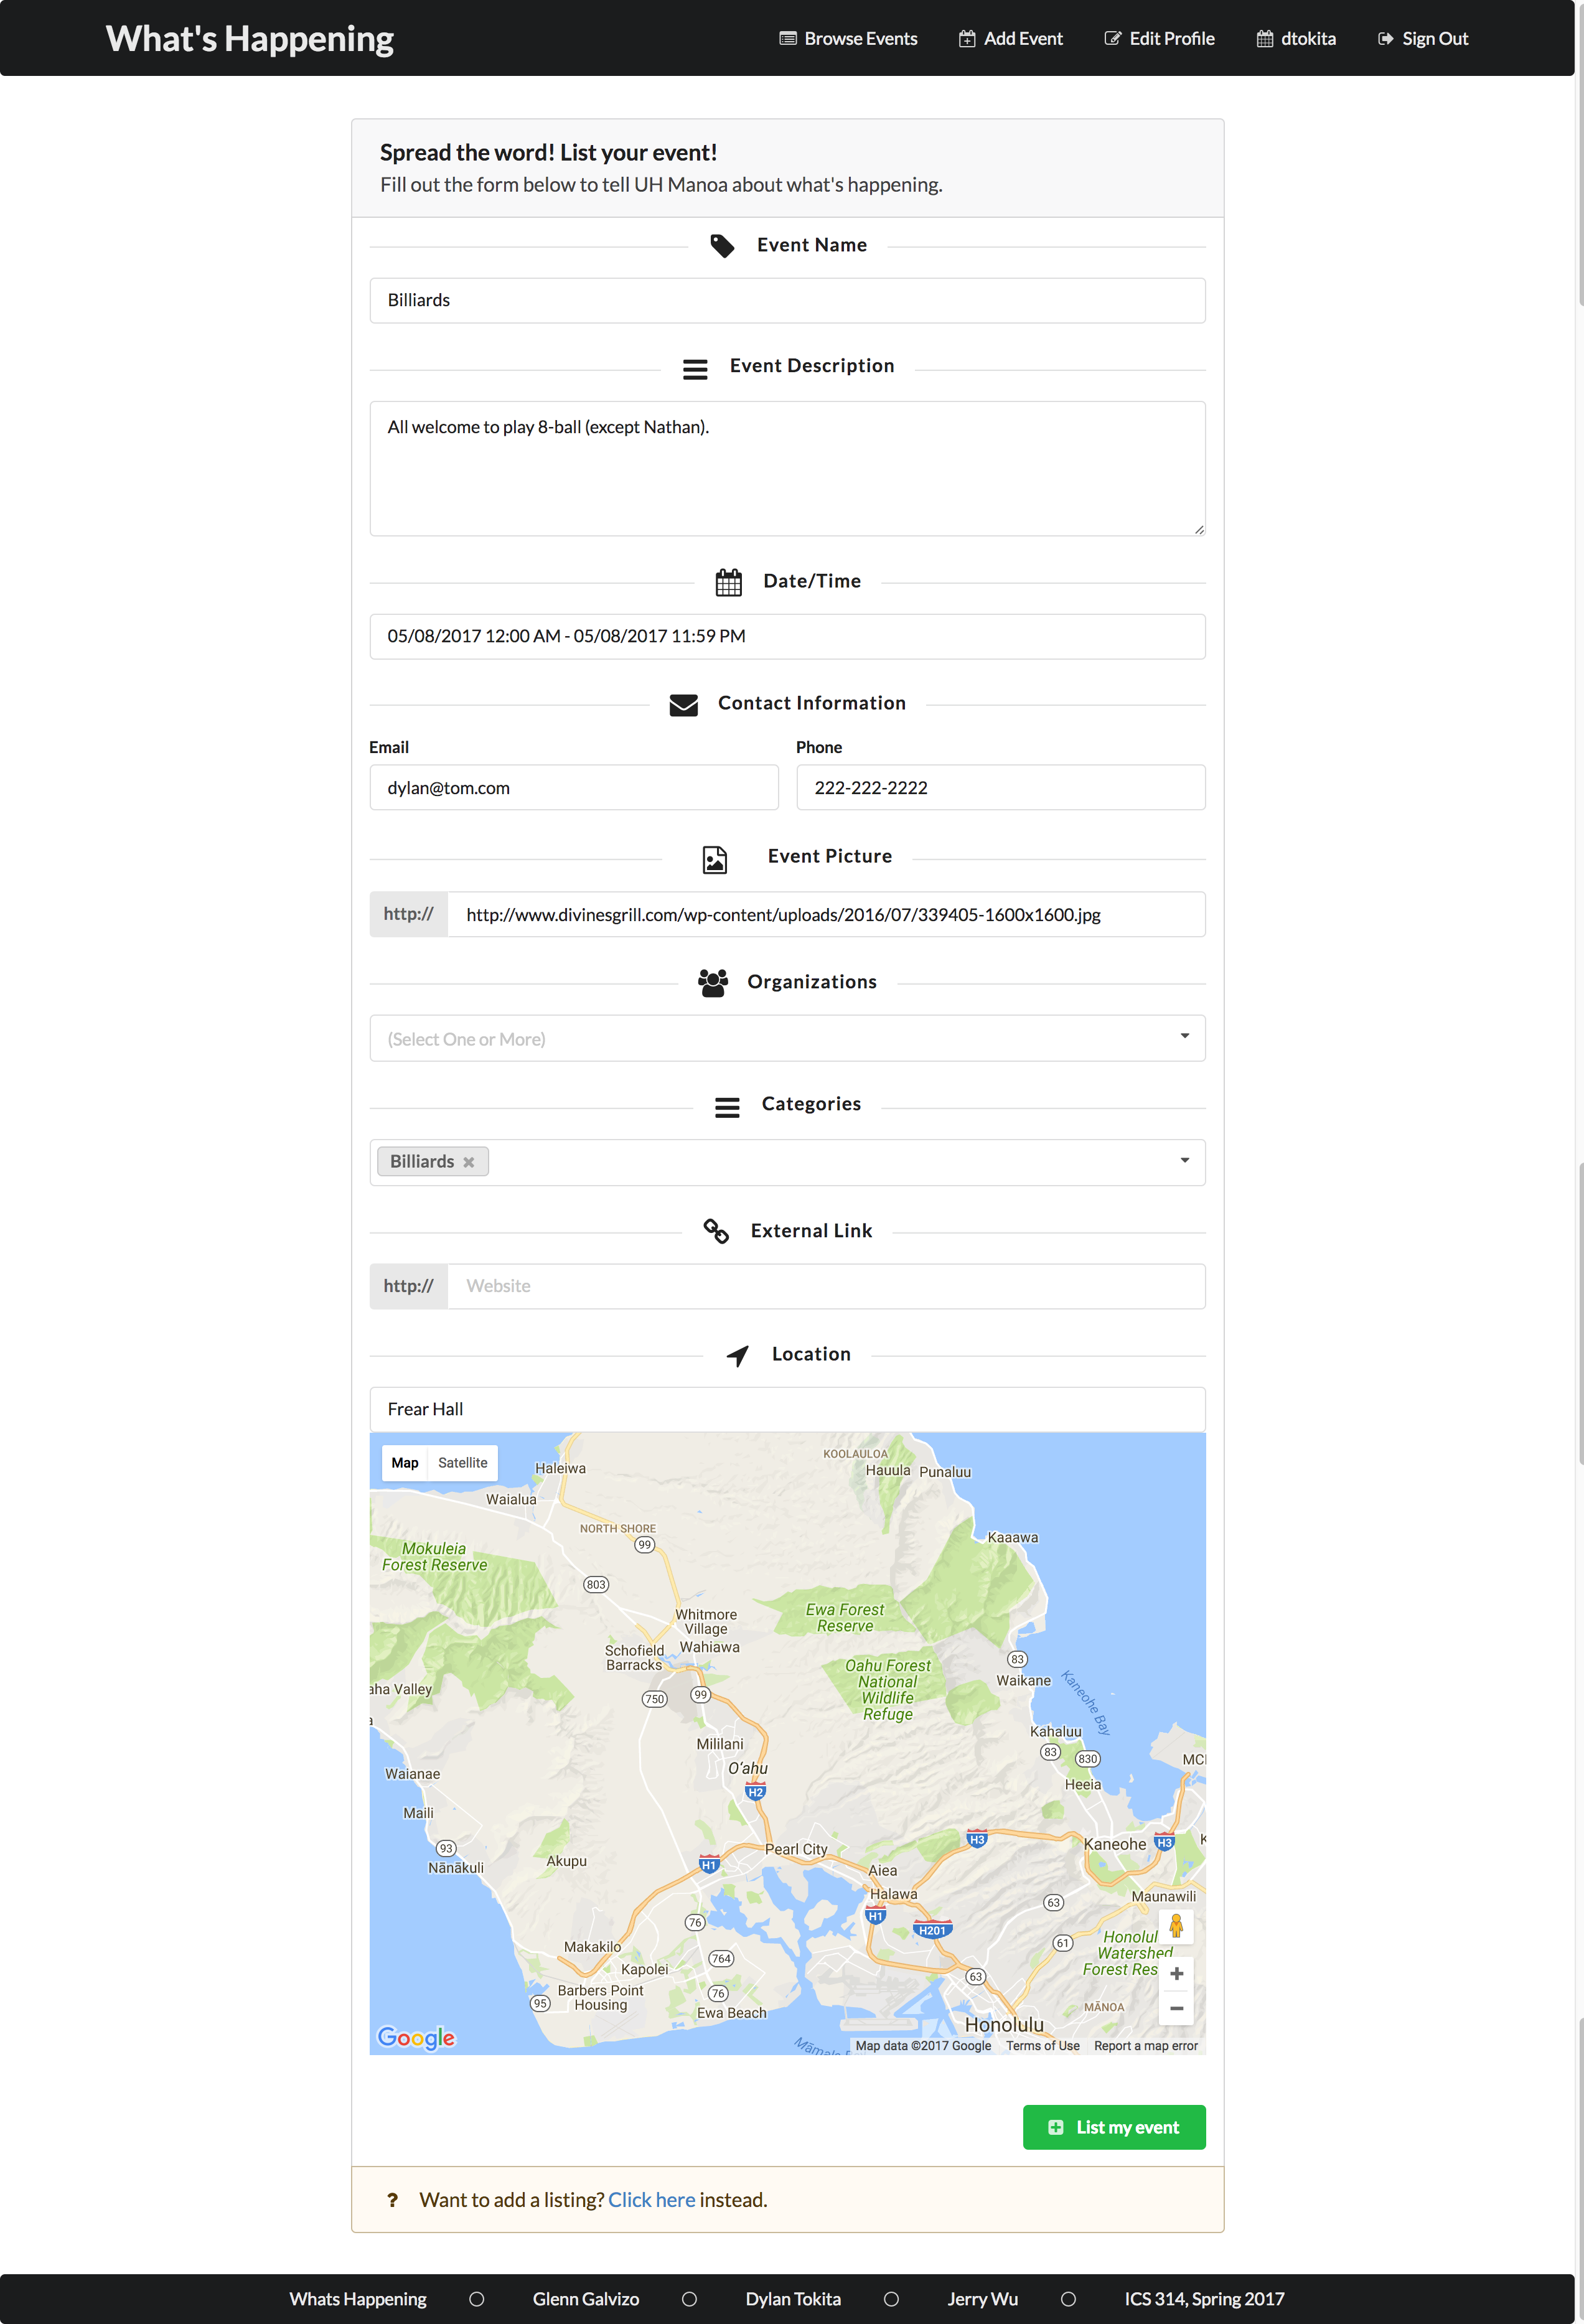 What's Happening
Browse Events
Add Event
Edit Profile
dtokita
Sign Out
Spread the word! List your event!
Fill out the form below to tell UH Manoa about what's happening.
Event Name
Billiards
Event Description
All welcome to play 8-ball (except Nathan).
Date/Time
05/08/2017 12:00 AM - 05/08/2017 11:59 PM
Contact Information
Email
Phone
dylan@tom.com
222-222-2222
Event Picture
http://
http://www.divinesgrill.com/wp-content/uploads/2016/07/339405-1600x1600.jpg
Organizations
(Select One or More)
Categories
Billiards
External Link
http://
Website
Location
Frear Hall
Map
Satellite
Haleiwa
KOOLAULOA
Hauula
Punaluu
Waialua
NORTH SHORE
99
Kaaawa
Mokuleia
Forest Reserve
803
Ewa Forest
Reserve
Whitmore
Village
Wahiawa
Schofield
Barracks
83
Oahu Forest
National
Wildlife
Refuge
Waikane
Kaneohe Bay
aha Valley
750
99
a
Kahaluu
Mililani
83
830
MC
O'ahu
Waianae
Heeia
H2
Maili
H3
Kaneohe
H3
K
93
Pearl City
Nānākuli
Akupu
H1
Aiea
Halawa
Maunawili
63
H1
76
H201
61
Honolul
Watershed
Forest Res
Makakilo
764
Kapolei
63
Barbers Point
Housing
76
95
Ewa Beach
MĀNOA
Honolulu
Google
Māmala
Map data ©2017 Google
Terms of Use
Report a map error
List my event
? Want to add a listing? Click here instead.
Whats Happening
Glenn Galvizo
Dylan Tokita
Jerry Wu
ICS 314, Spring 2017